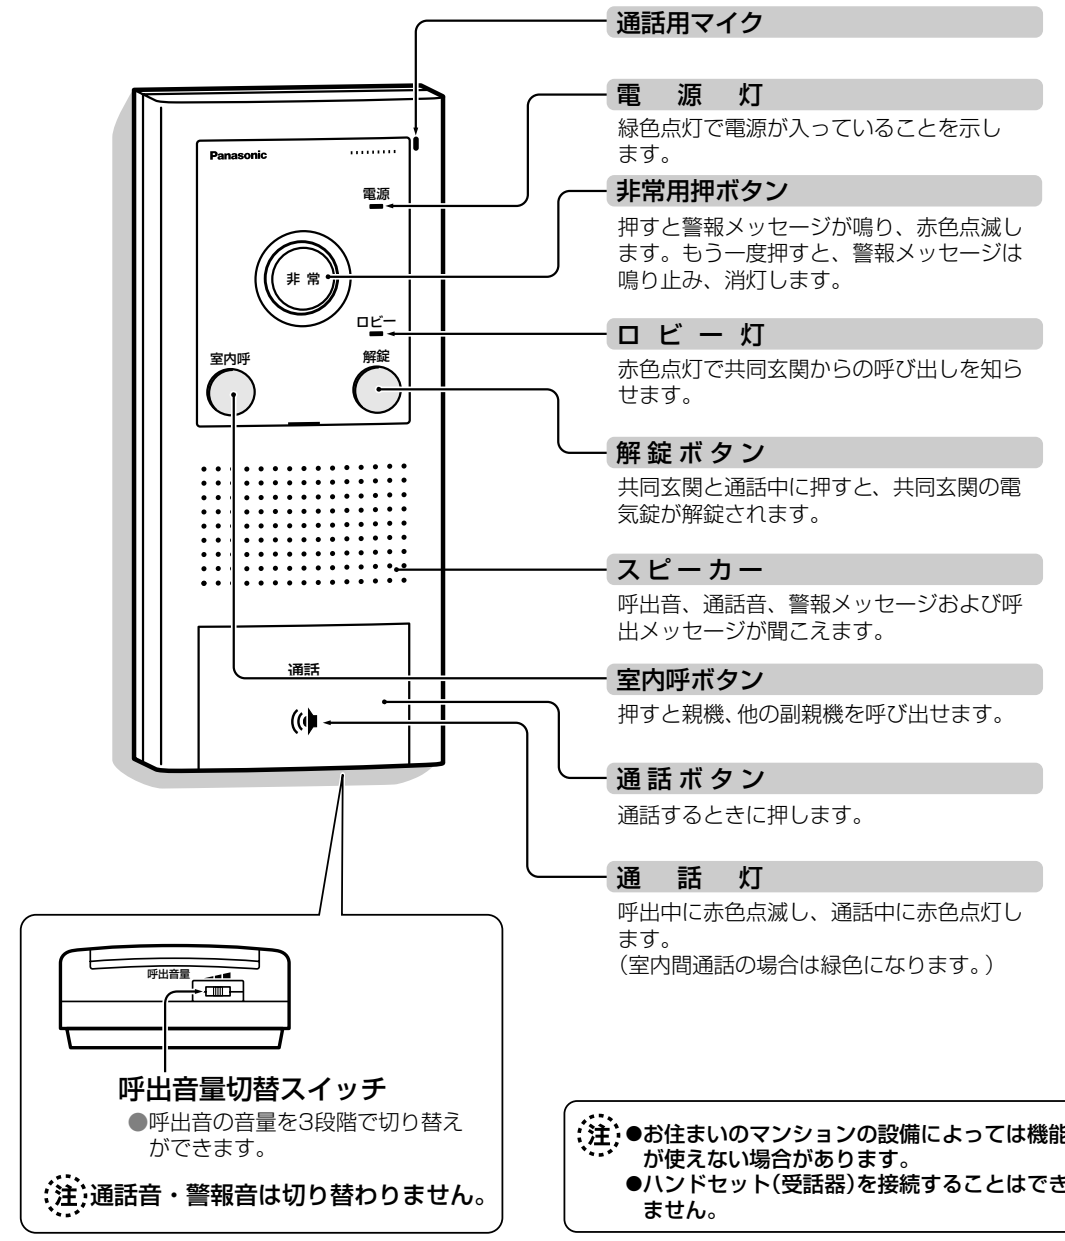 通話用マイク
電源灯
緑色点灯で電源が入っていることを示し
ます。
非常用押ボタン
押すと警報メッセージが鳴り、赤色点滅し
ます。もう一度押すと、警報メッセージは
鳴り止み、消灯します。
ロビー灯
赤色点灯で共同玄関からの呼び出しを知ら
せます。
解錠ボタン
共同玄関と通話中に押すと、共同玄関の電
気錠が解錠されます。
スピーカー
呼出音、通話音、警報メッセージおよび呼
出メッセージが聞こえます。
室内呼ボタン
押すと親機、他の副親機を呼び出せます。
通話ボタン
通話するときに押します。
通話灯
呼出中に赤色点滅し、通話中に赤色点灯し
ます。
(室内間通話の場合は緑色になります。)
Panasonic
電源
非常
ロビー
室内呼
解錠
通話
呼出音量
呼出音量切替スイッチ
●呼出音の音量を3段階で切り替え
ができます。
注 通話音・警報音は切り替わりません。
注 ●お住まいのマンションの設備によっては機能
が使えない場合があります。
●ハンドセット(受話器)を接続することはでき
ません。